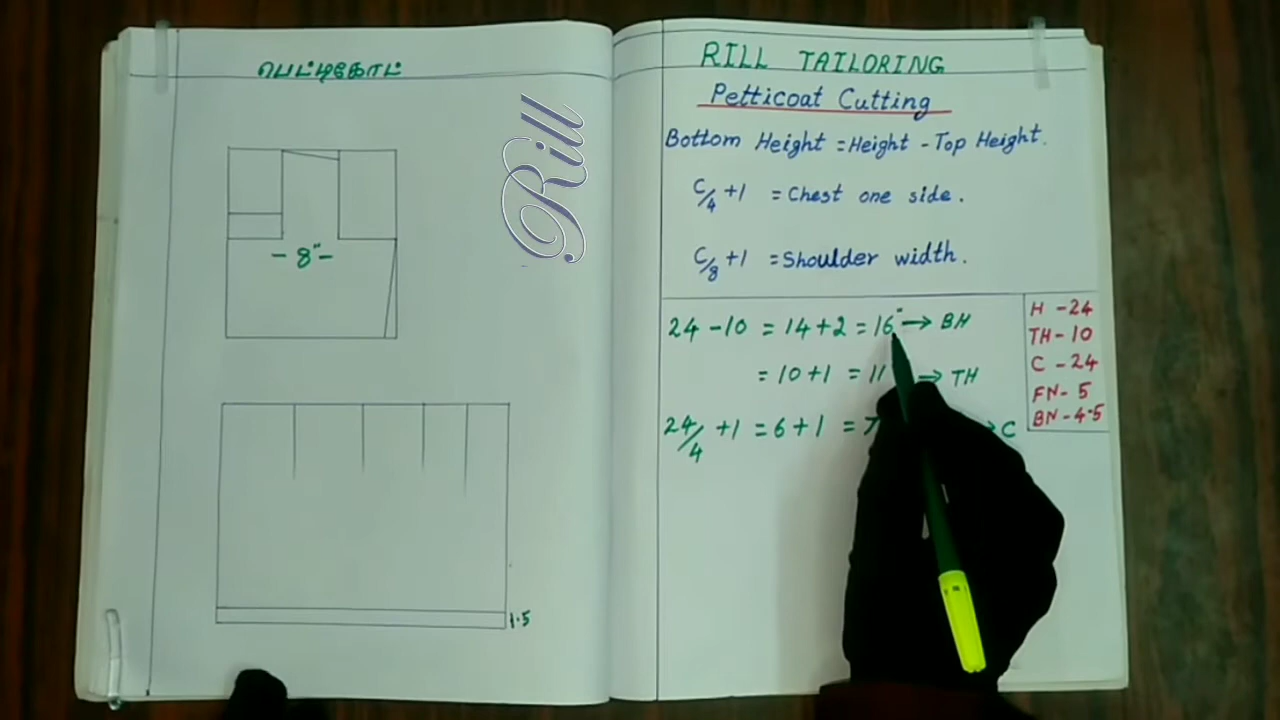 பெட்டிகோட்
- 8" -
1.5
Rill
RILL TAILORING
Petticoat Cutting
Bottom Height = Height - Top Height.
C/4 +1 = Chest one side.
C/8 +1 = Shoulder width.
24 - 10 = 14 + 2 = 16" → BH
= 10 + 1 = 11 → TH
24/4 + 1 = 6 + 1 = 7 → C
H - 24
TH - 10
C - 24
FN - 5
BN - 4.5